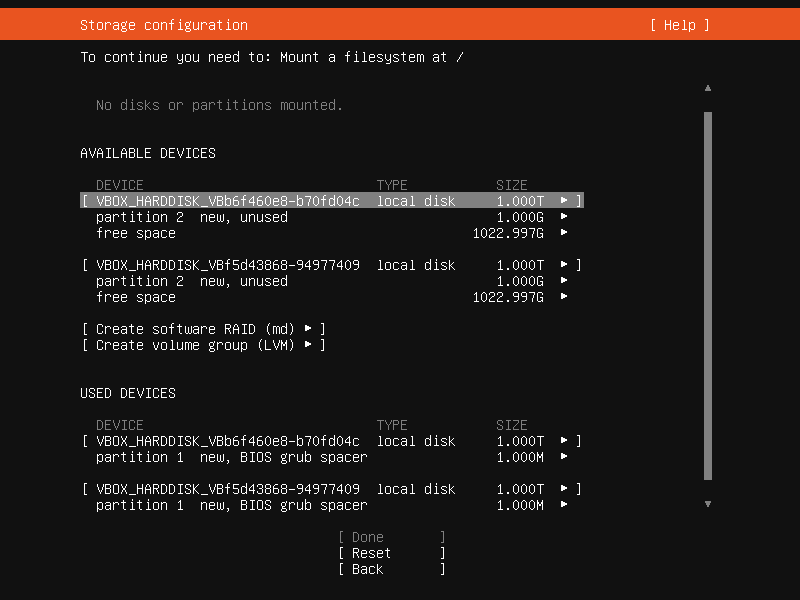 Storage configuration [ Help ]
To continue you need to: Mount a filesystem at /
No disks or partitions mounted.
AVAILABLE DEVICES
DEVICE TYPE SIZE
[ VBOX_HARDDISK_VBb6f460e8-b70fd04c local disk 1.000T ▸ ]
partition 2 new, unused 1.000G ▸
free space 1022.997G ▸
[ VBOX_HARDDISK_VBf5d43868-94977409 local disk 1.000T ▸ ]
partition 2 new, unused 1.000G ▸
free space 1022.997G ▸
[ Create software RAID (md) ▸ ]
[ Create volume group (LVM) ▸ ]
USED DEVICES
DEVICE TYPE SIZE
[ VBOX_HARDDISK_VBb6f460e8-b70fd04c local disk 1.000T ▸ ]
partition 1 new, BIOS grub spacer 1.000M ▸
[ VBOX_HARDDISK_VBf5d43868-94977409 local disk 1.000T ▸ ]
partition 1 new, BIOS grub spacer 1.000M ▸
[ Done ]
[ Reset ]
[ Back ]